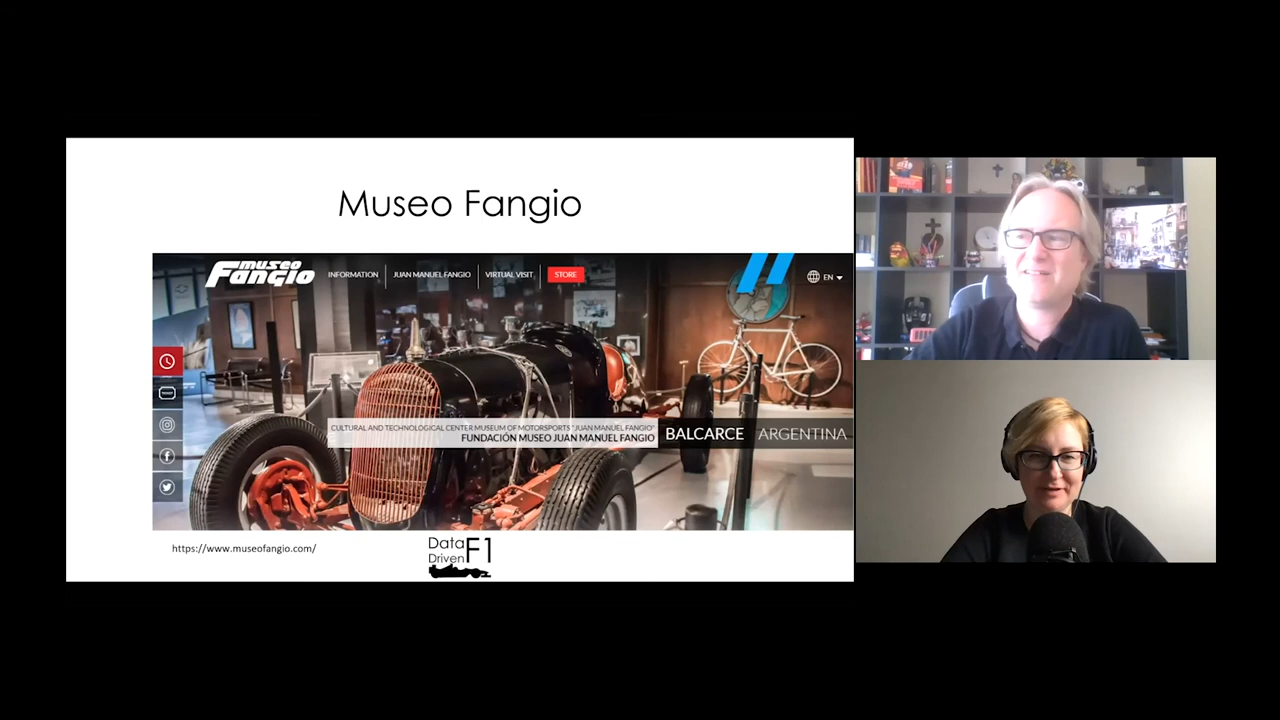 Museo Fangio
museo
Fangio
INFORMATION
JUAN MANUEL FANGIO
VIRTUAL VISIT
STORE
EN
CULTURAL AND TECHNOLOGICAL CENTER MUSEUM OF MOTORSPORTS "JUAN MANUEL FANGIO"
FUNDACIÓN MUSEO JUAN MANUEL FANGIO
BALCARCE ARGENTINA
https://www.museofangio.com/
Data
Driven
F1